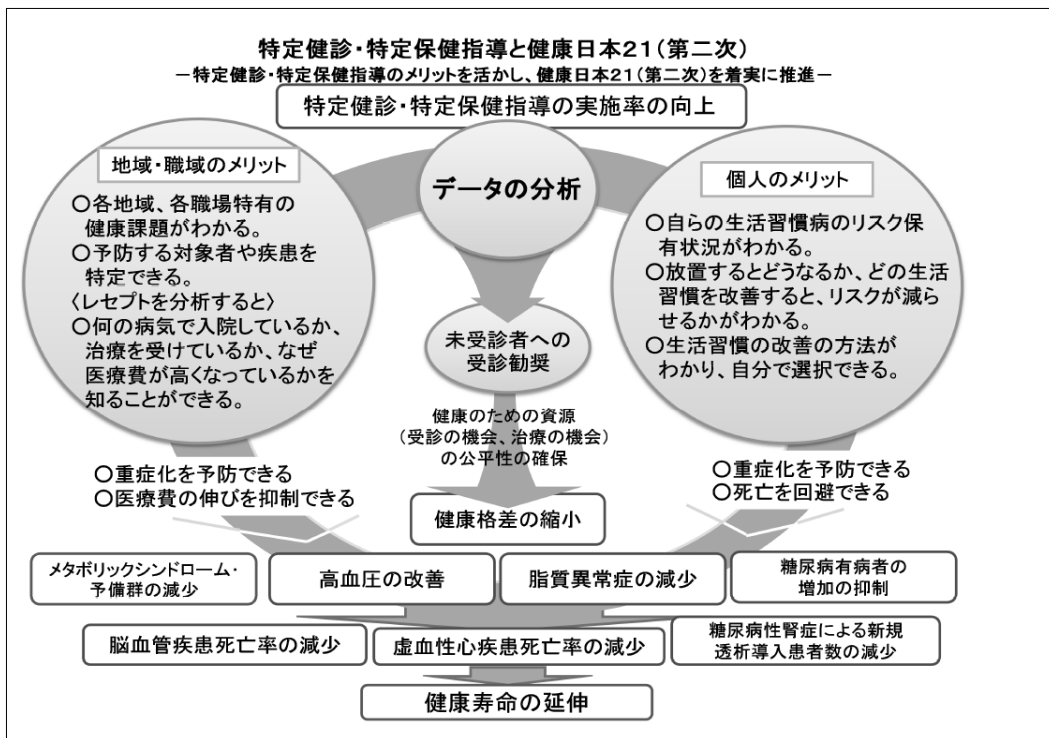 特定健診・特定保健指導と健康日本21(第二次)
－特定健診・特定保健指導のメリットを活かし、健康日本21(第二次)を着実に推進－
特定健診・特定保健指導の実施率の向上
地域・職域のメリット
○各地域、各職場特有の
健康課題がわかる。
○予防する対象者や疾患を
特定できる。
〈レセプトを分析すると〉
○何の病気で入院しているか、
治療を受けているか、なぜ
医療費が高くなっているかを
知ることができる。
○重症化を予防できる
○医療費の伸びを抑制できる
データの分析
未受診者への
受診勧奨
健康のための資源
(受診の機会、治療の機会)
の公平性の確保
健康格差の縮小
個人のメリット
○自らの生活習慣病のリスク保
有状況がわかる。
○放置するとどうなるか、どの生活
習慣を改善すると、リスクが減ら
せるかがわかる。
○生活習慣の改善の方法が
わかり、自分で選択できる。
○重症化を予防できる
○死亡を回避できる
メタボリックシンドローム・
予備群の減少
高血圧の改善
脂質異常症の減少
糖尿病有病者の
増加の抑制
脳血管疾患死亡率の減少
虚血性心疾患死亡率の減少
糖尿病性腎症による新規
透析導入患者数の減少
健康寿命の延伸